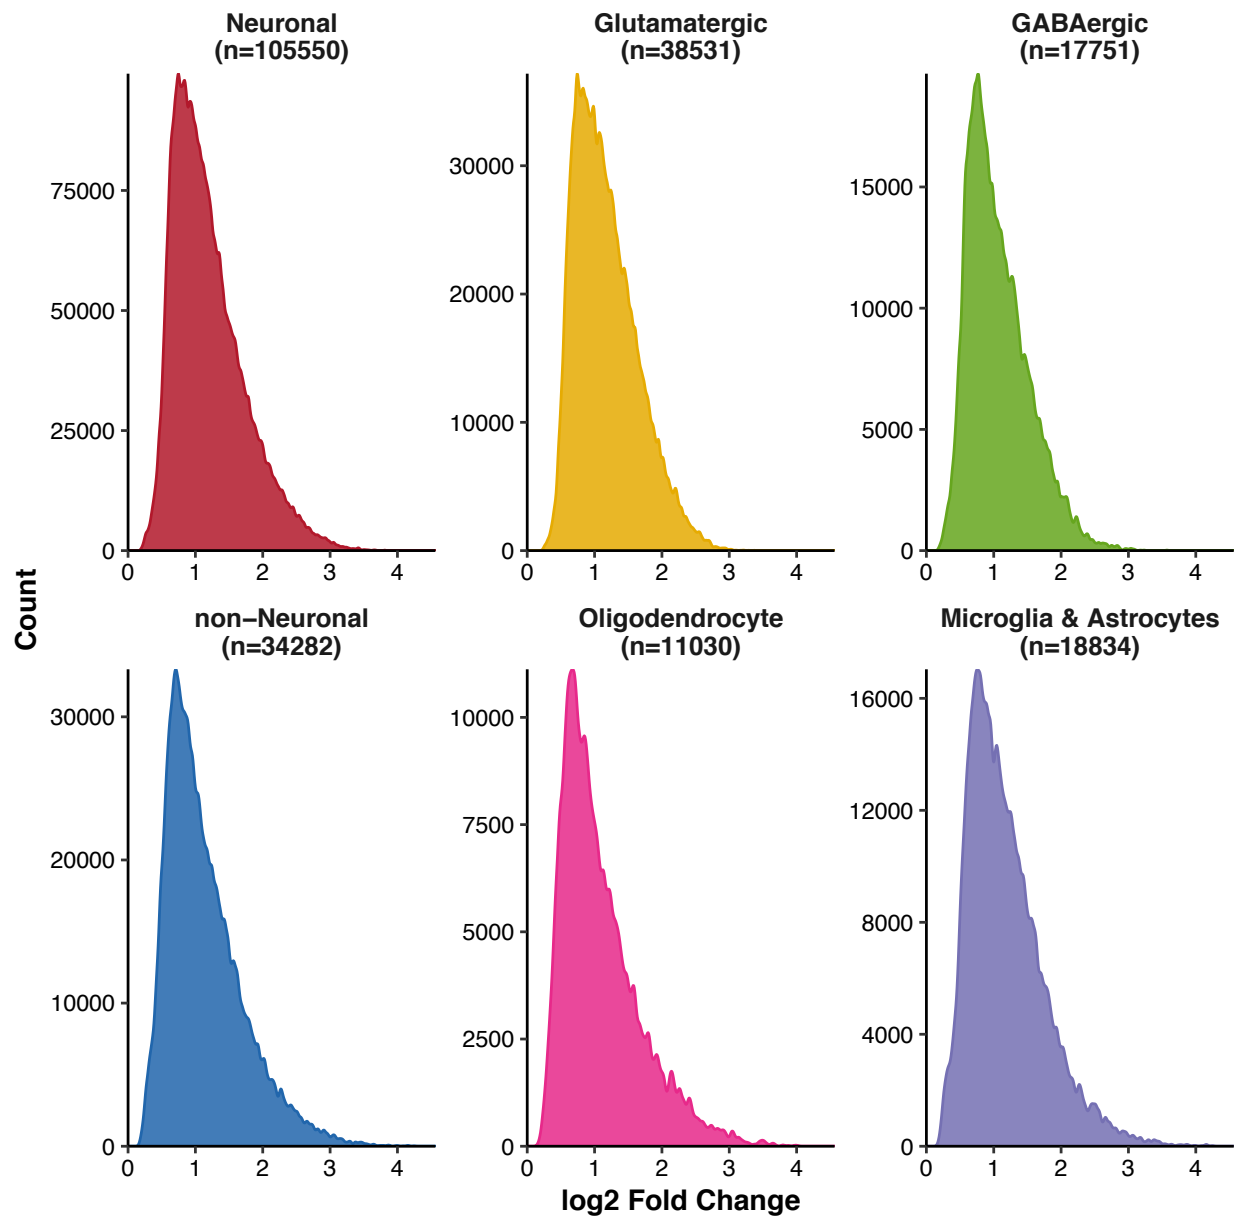 Neuronal
(n=105550)
Glutamatergic
(n=38531)
GABAergic
(n=17751)
75000
50000
25000
0
0 1 2 3 4
30000
20000
10000
0
0 1 2 3 4
15000
10000
5000
0
0 1 2 3 4
Count
non−Neuronal
(n=34282)
Oligodendrocyte
(n=11030)
Microglia & Astrocytes
(n=18834)
30000
20000
10000
0
0 1 2 3 4
10000
7500
5000
2500
0
0 1 2 3 4
16000
12000
8000
4000
0
0 1 2 3 4
log2 Fold Change